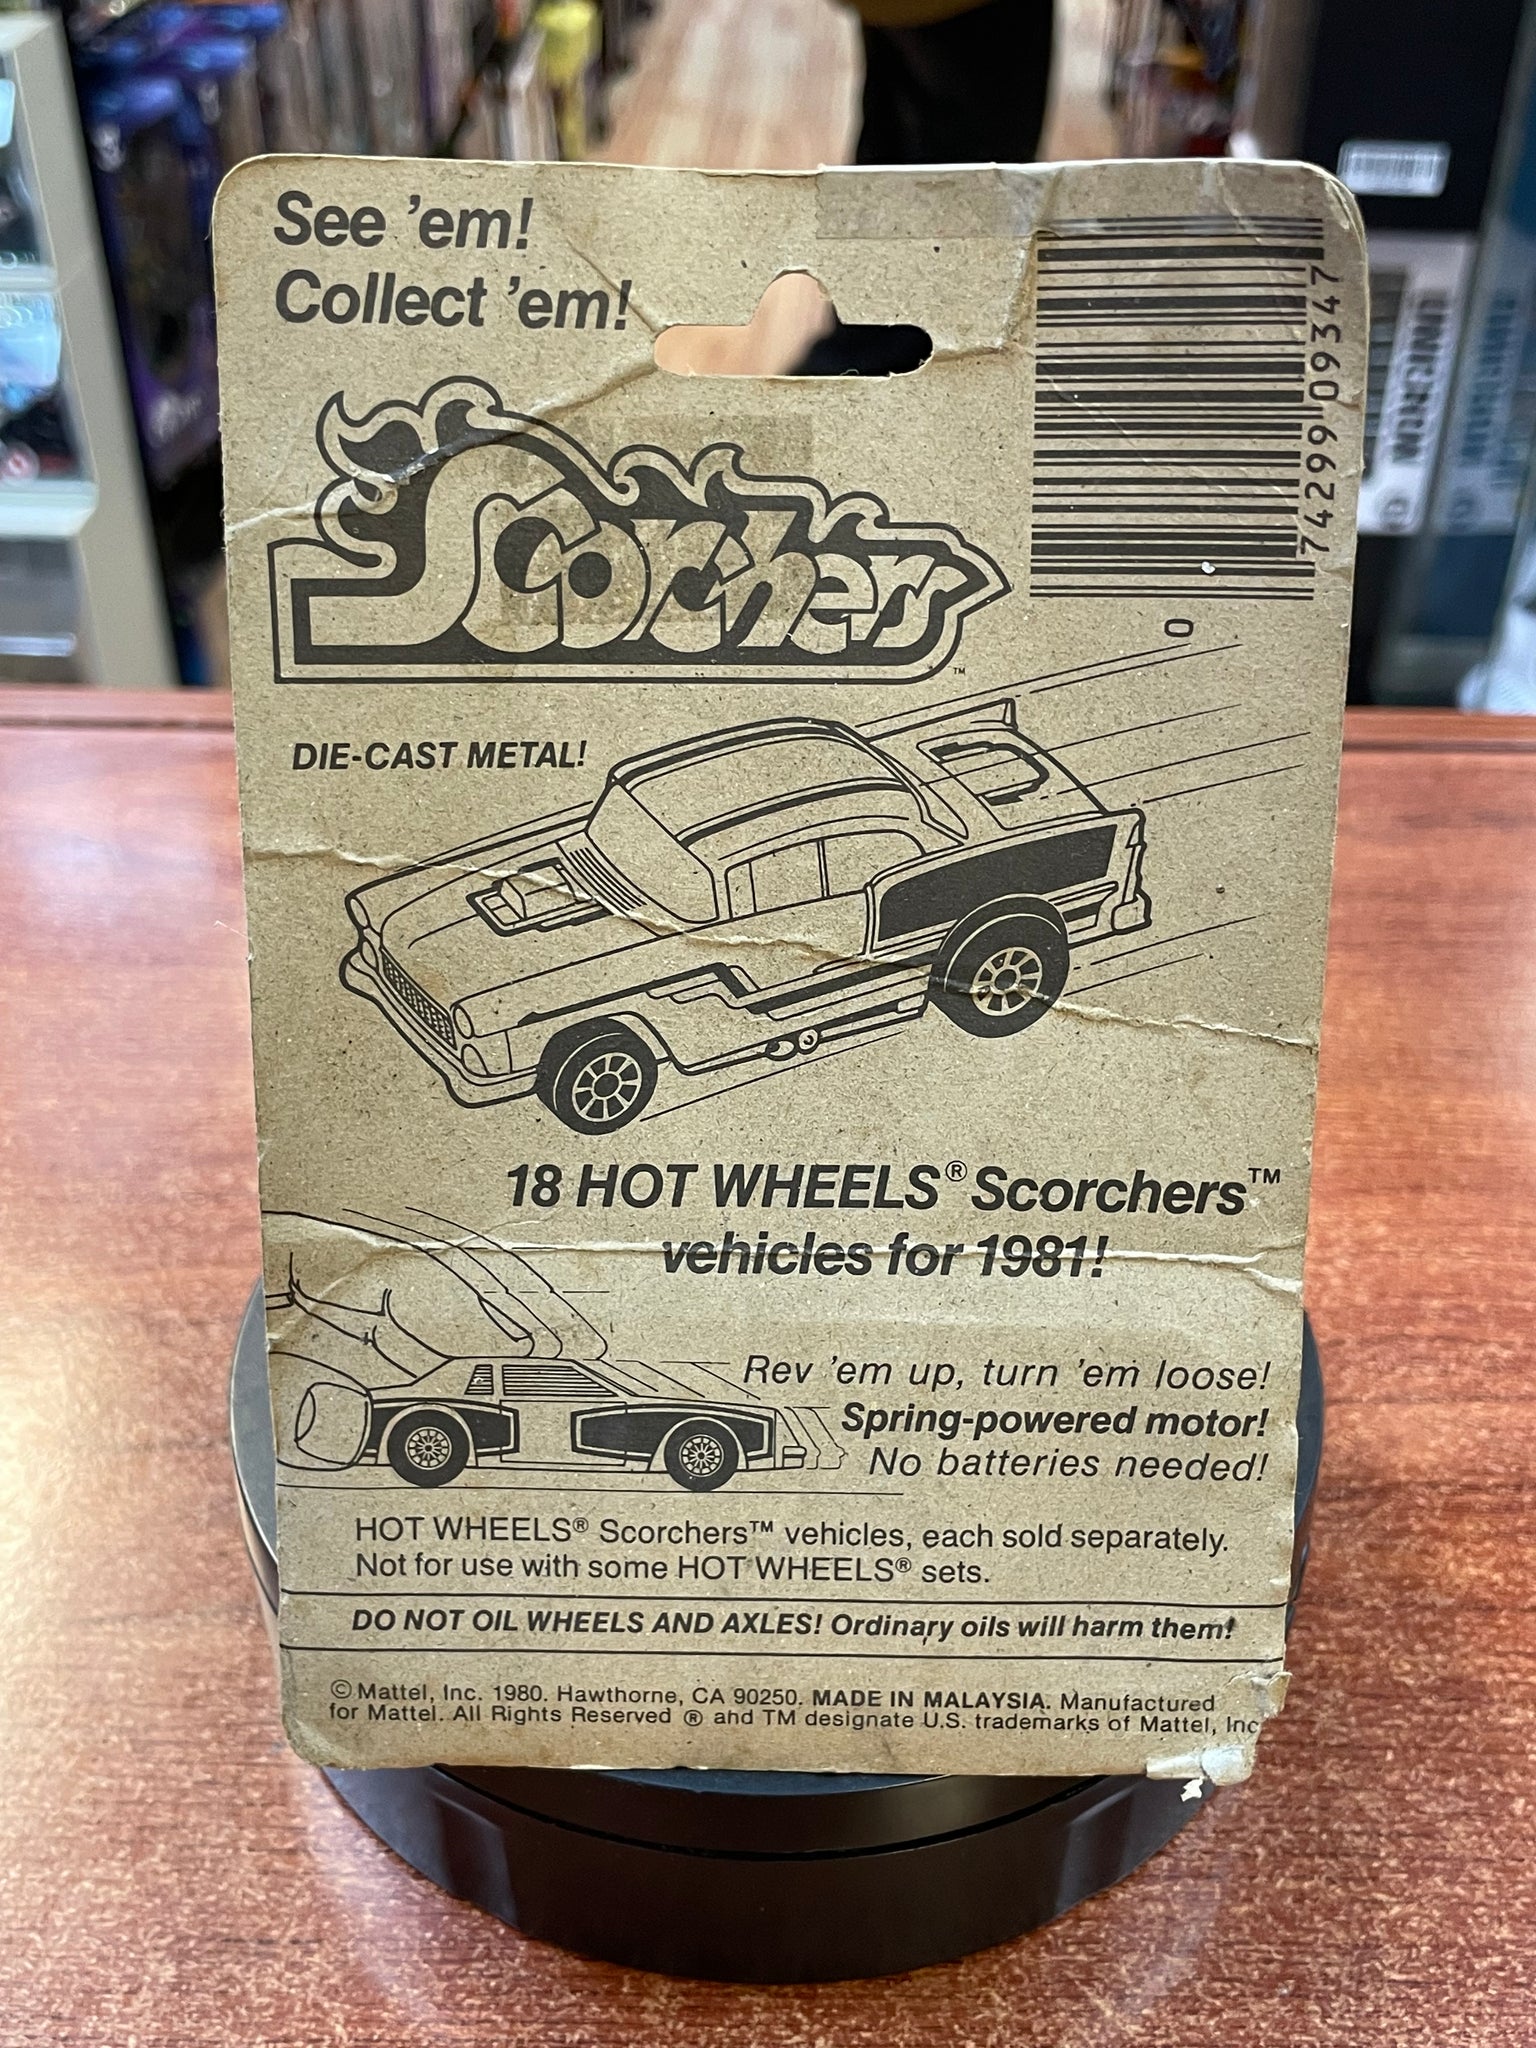 See 'em!
Collect 'em!
Scorchers™
74299 09347
0
DIE-CAST METAL!
18 HOT WHEELS® Scorchers™
vehicles for 1981!
Rev 'em up, turn 'em loose!
Spring-powered motor!
No batteries needed!
HOT WHEELS® Scorchers™ vehicles, each sold separately.
Not for use with some HOT WHEELS® sets.
DO NOT OIL WHEELS AND AXLES! Ordinary oils will harm them!
© Mattel, Inc. 1980. Hawthorne, CA 90250. MADE IN MALAYSIA. Manufactured
for Mattel. All Rights Reserved ® and TM designate U.S. trademarks of Mattel, Inc